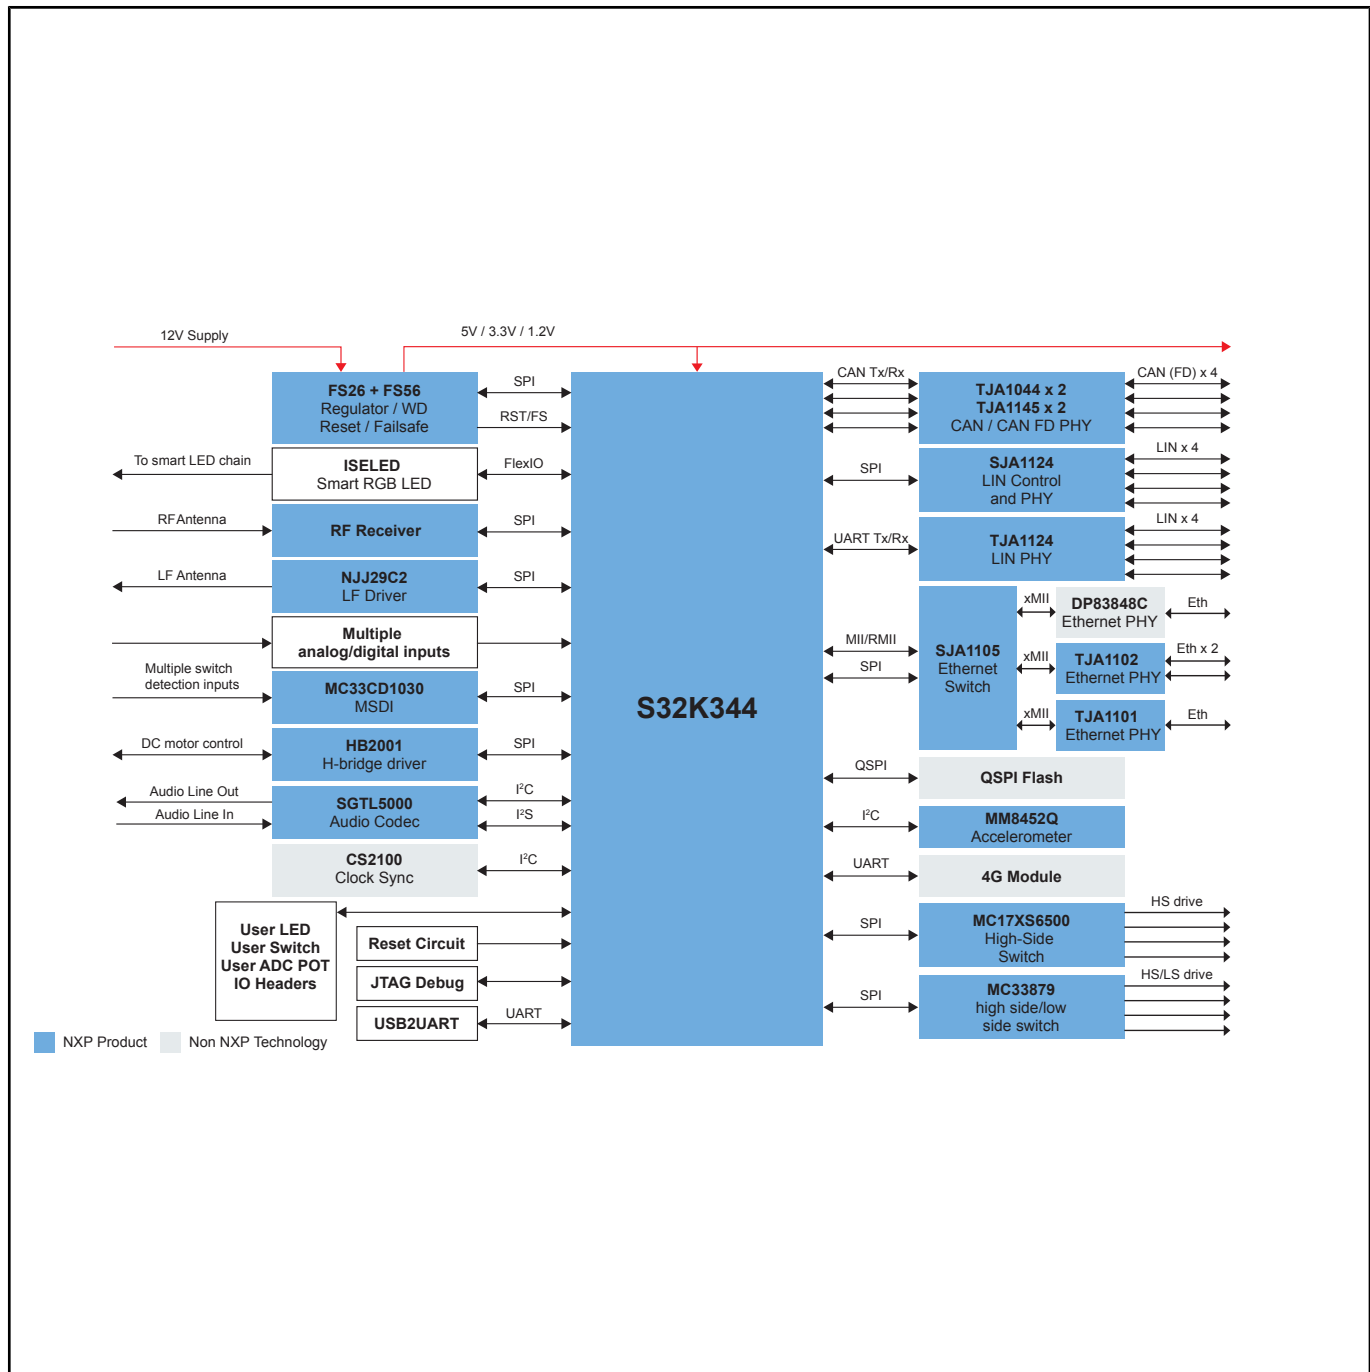 12V Supply
5V / 3.3V / 1.2V
FS26 + FS56
Regulator / WD
Reset / Failsafe
SPI
RST/FS
To smart LED chain
ISELED
Smart RGB LED
FlexIO
RF Antenna
RF Receiver
SPI
LF Antenna
NJJ29C2
LF Driver
SPI
Multiple
analog/digital inputs
Multiple switch
detection inputs
MC33CD1030
MSDI
SPI
DC motor control
HB2001
H-bridge driver
SPI
Audio Line Out
Audio Line In
SGTL5000
Audio Codec
I²C
I²S
CS2100
Clock Sync
I²C
User LED
User Switch
User ADC POT
IO Headers
Reset Circuit
JTAG Debug
USB2UART
UART
NXP Product
Non NXP Technology
S32K344
CAN Tx/Rx
TJA1044 x 2
TJA1145 x 2
CAN / CAN FD PHY
CAN (FD) x 4
SPI
SJA1124
LIN Control
and PHY
LIN x 4
UART Tx/Rx
TJA1124
LIN PHY
LIN x 4
MII/RMII
SPI
SJA1105
Ethernet
Switch
xMII
DP83848C
Ethernet PHY
Eth
xMII
TJA1102
Ethernet PHY
Eth x 2
xMII
TJA1101
Ethernet PHY
Eth
QSPI
QSPI Flash
I²C
MM8452Q
Accelerometer
UART
4G Module
SPI
MC17XS6500
High-Side
Switch
HS drive
SPI
MC33879
high side/low
side switch
HS/LS drive